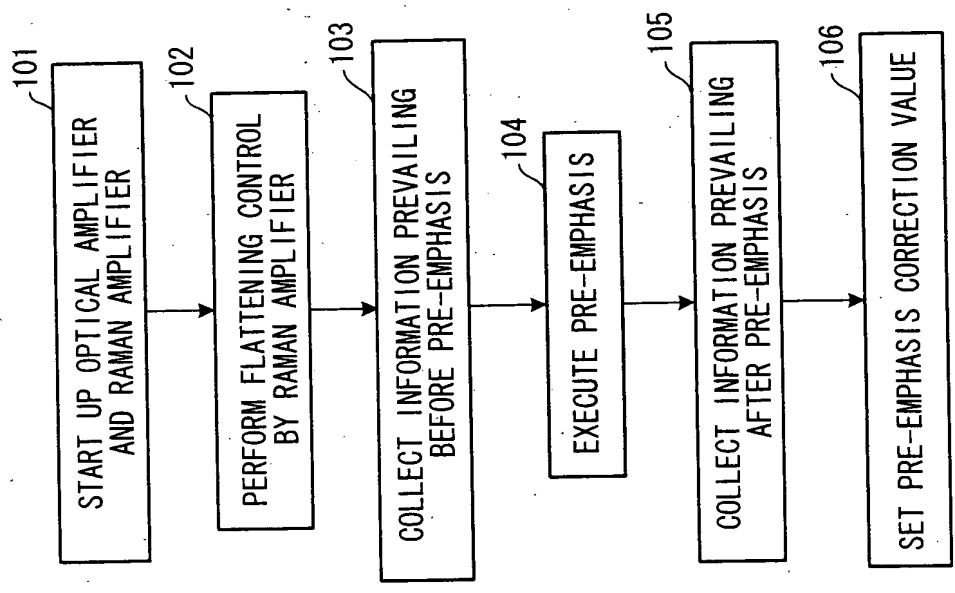 101
START UP OPTICAL AMPLIFIER
AND RAMAN AMPLIFIER
102
PERFORM FLATTENING CONTROL
BY RAMAN AMPLIFIER
103
COLLECT INFORMATION PREVAILING
BEFORE PRE-EMPHASIS
104
EXECUTE PRE-EMPHASIS
105
COLLECT INFORMATION PREVAILING
AFTER PRE-EMPHASIS
106
SET PRE-EMPHASIS CORRECTION VALUE